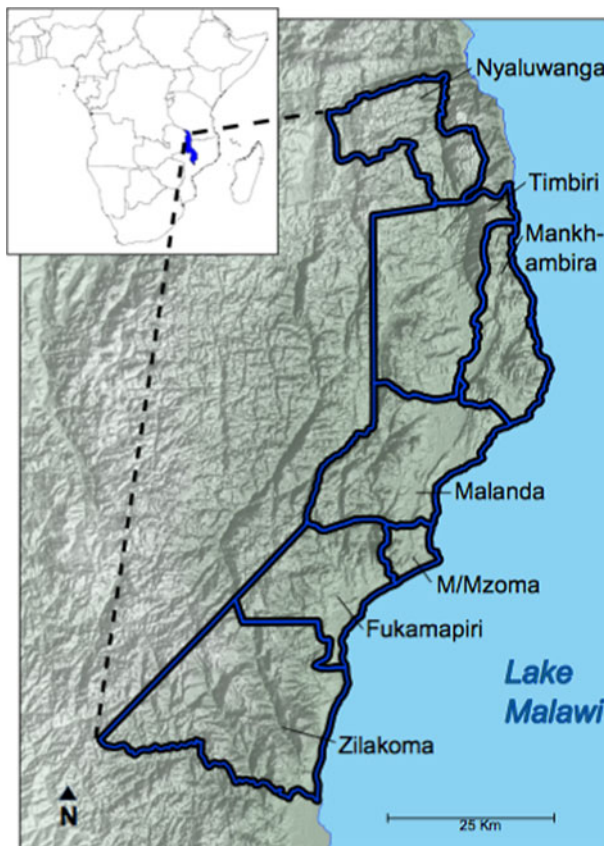 Nyaluwanga
Timbiri
Mankh-
ambira
Malanda
M/Mzoma
Fukamapiri
Lake
Malawi
Zilakoma
N
25 Km